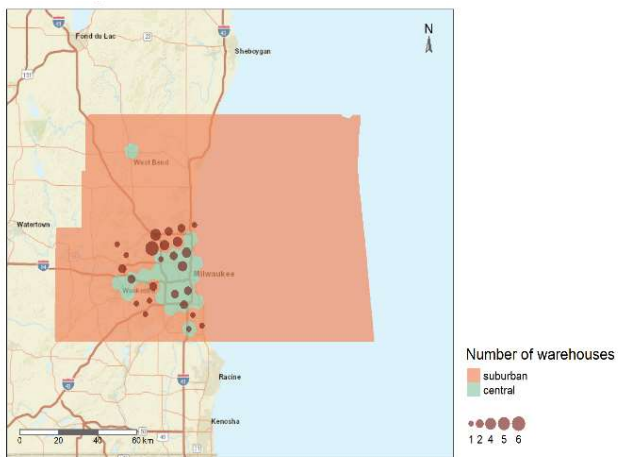 Fond du Lac
Sheboygan
N
West Bend
Watertown
Milwaukee
Number of warehouses
suburban
central
Racine
Kenosha
1 2 4 5 6
0 20 40 60 km